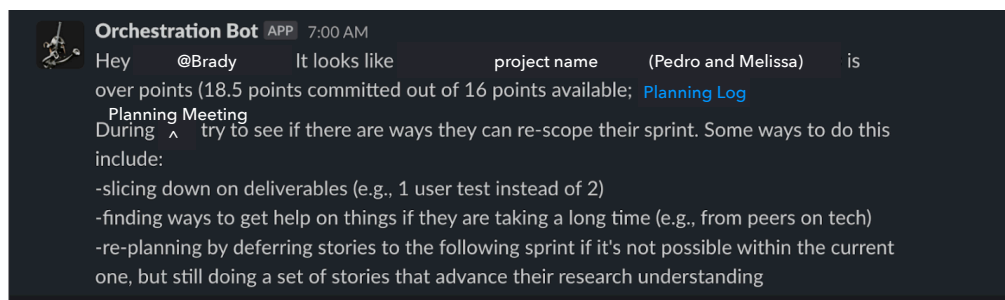 Orchestration Bot APP 7:00 AM
Hey @Brady It looks like project name (Pedro and Melissa) is
over points (18.5 points committed out of 16 points available; Planning Log
Planning Meeting
During ^ try to see if there are ways they can re-scope their sprint. Some ways to do this
include:
-slicing down on deliverables (e.g., 1 user test instead of 2)
-finding ways to get help on things if they are taking a long time (e.g., from peers on tech)
-re-planning by deferring stories to the following sprint if it's not possible within the current
one, but still doing a set of stories that advance their research understanding